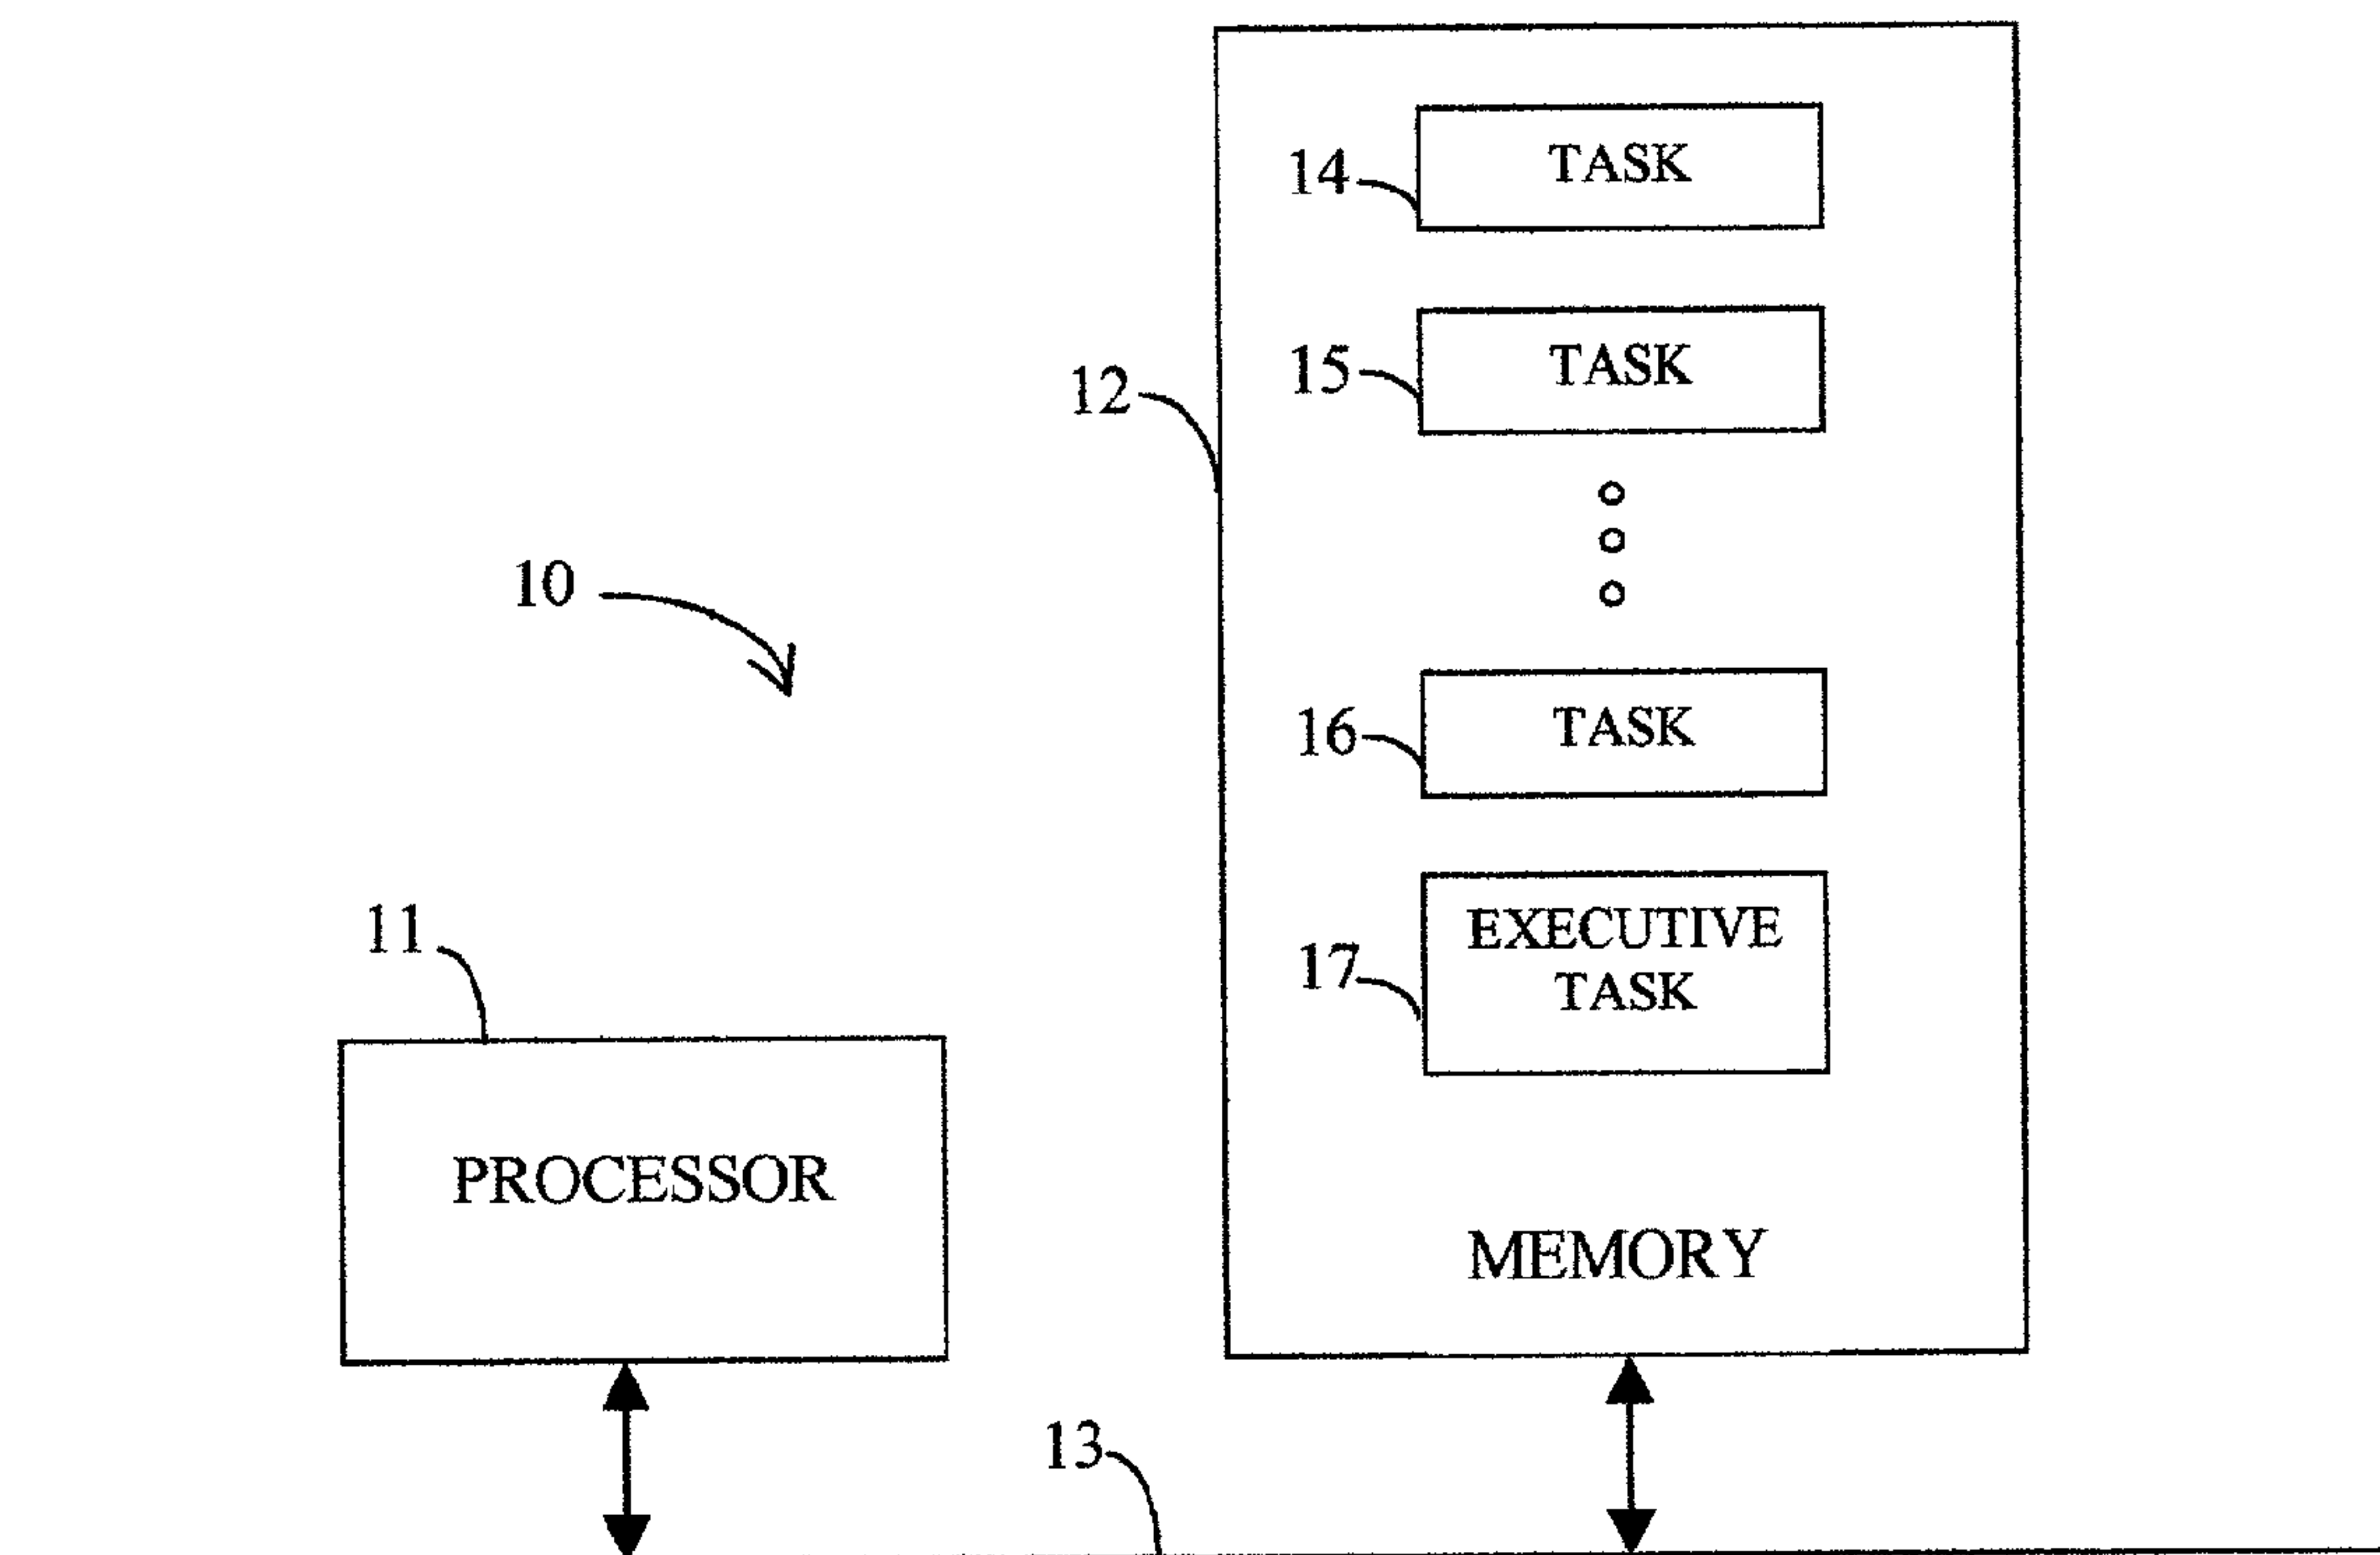 14
TASK
15
TASK
12
10
16
TASK
17
EXECUTIVE
TASK
11
PROCESSOR
MEMORY
13